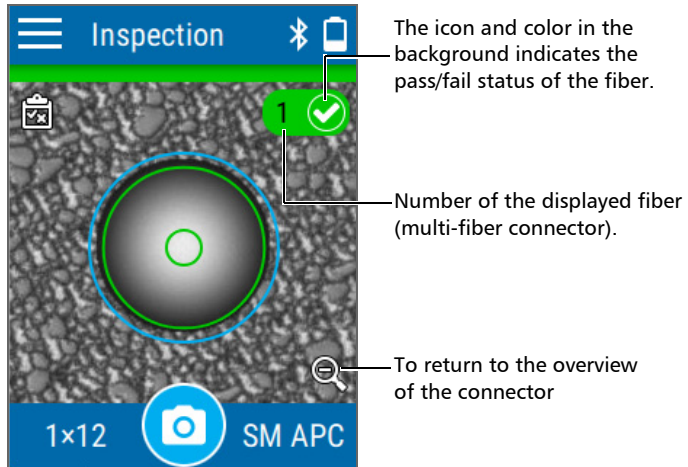 Inspection
The icon and color in the
background indicates the
pass/fail status of the fiber.
1
Number of the displayed fiber
(multi-fiber connector).
To return to the overview
of the connector
1×12
SM APC